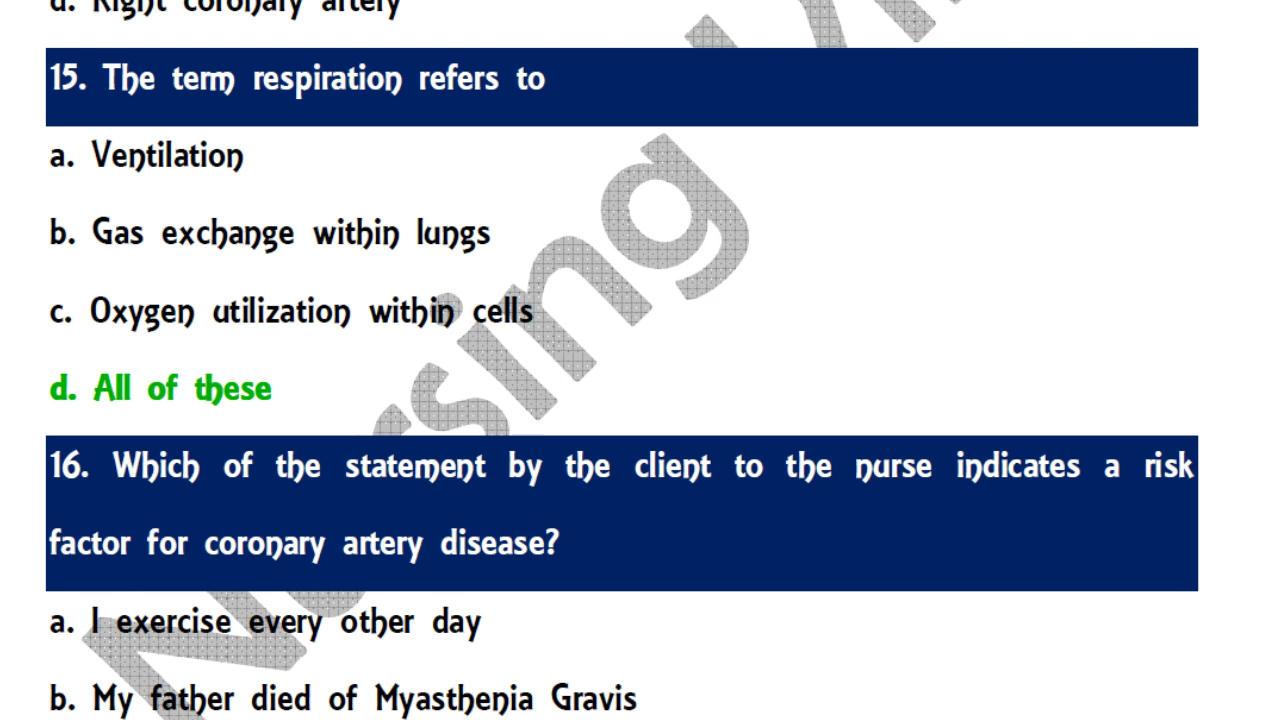 d. Right coronary artery
15. The term respiration refers to
a. Ventilation
b. Gas exchange within lungs
c. Oxygen utilization within cells
d. All of these
16. Which of the statement by the client to the nurse indicates a risk
factor for coronary artery disease?
a. I exercise every other day
b. My father died of Myasthenia Gravis
Nursing